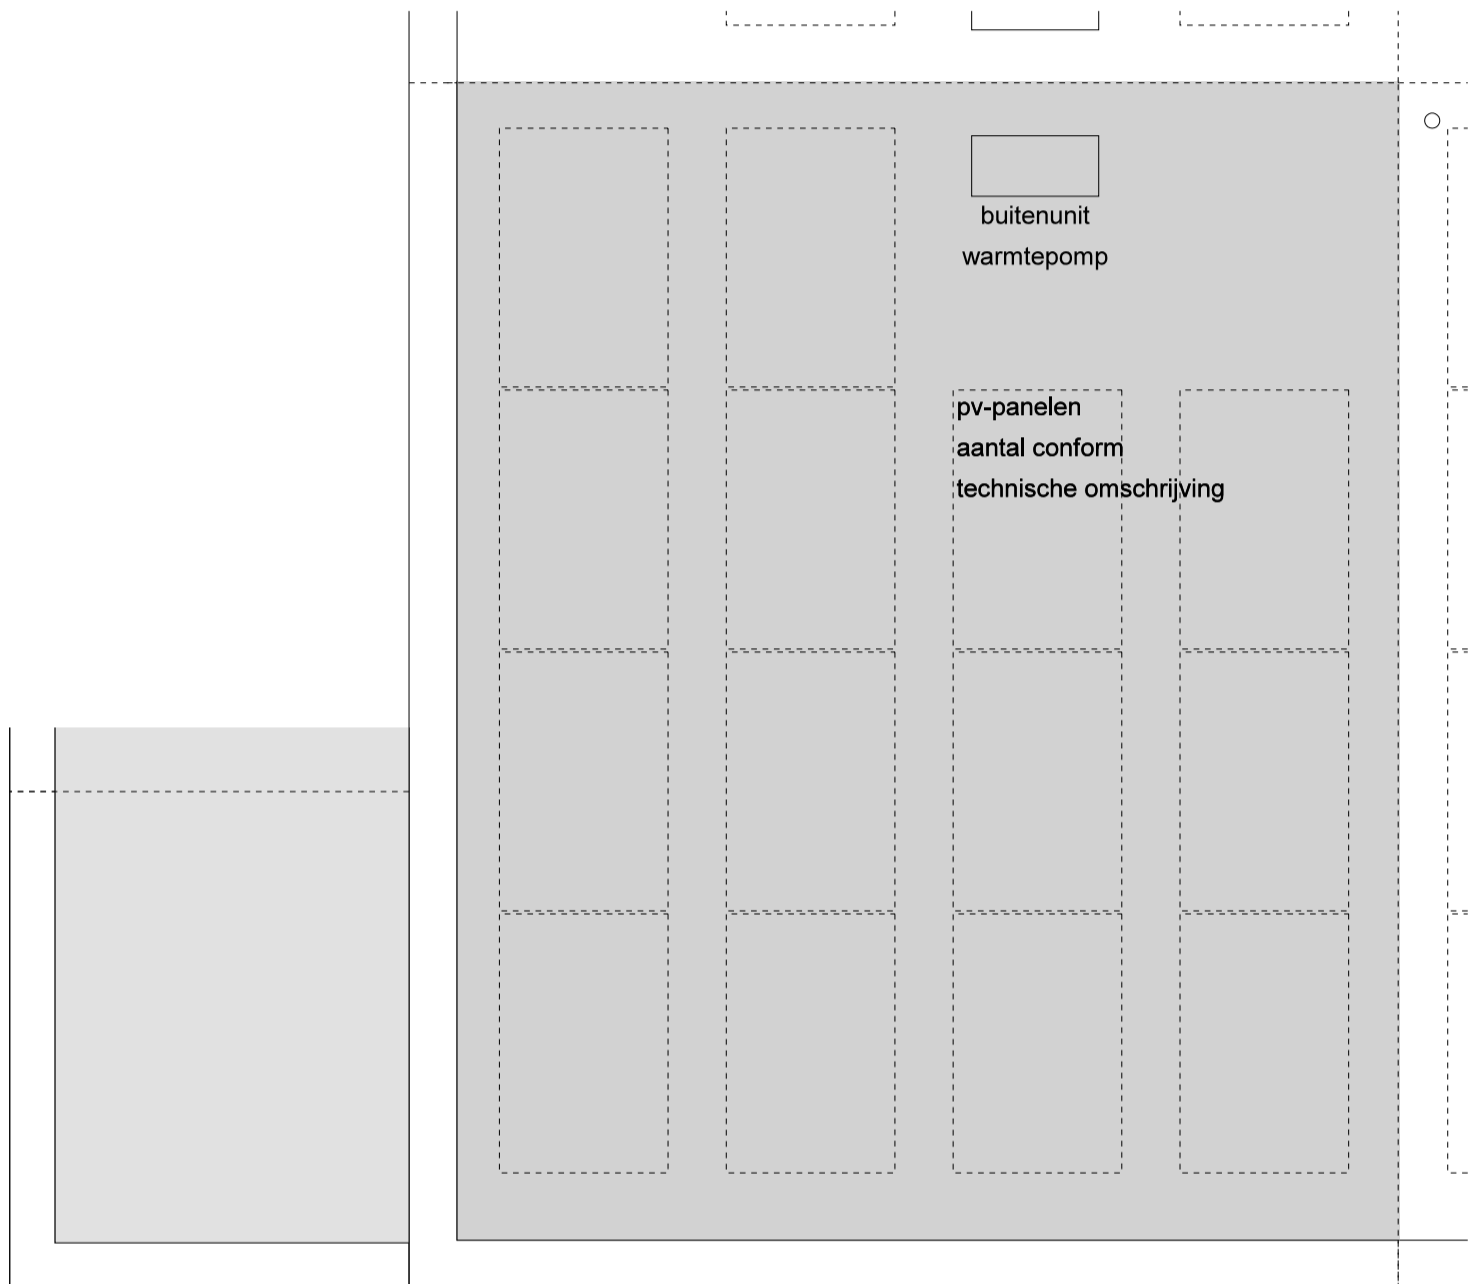 buitenunit
warmtepomp
pv-panelen
aantal conform
technische omschrijving